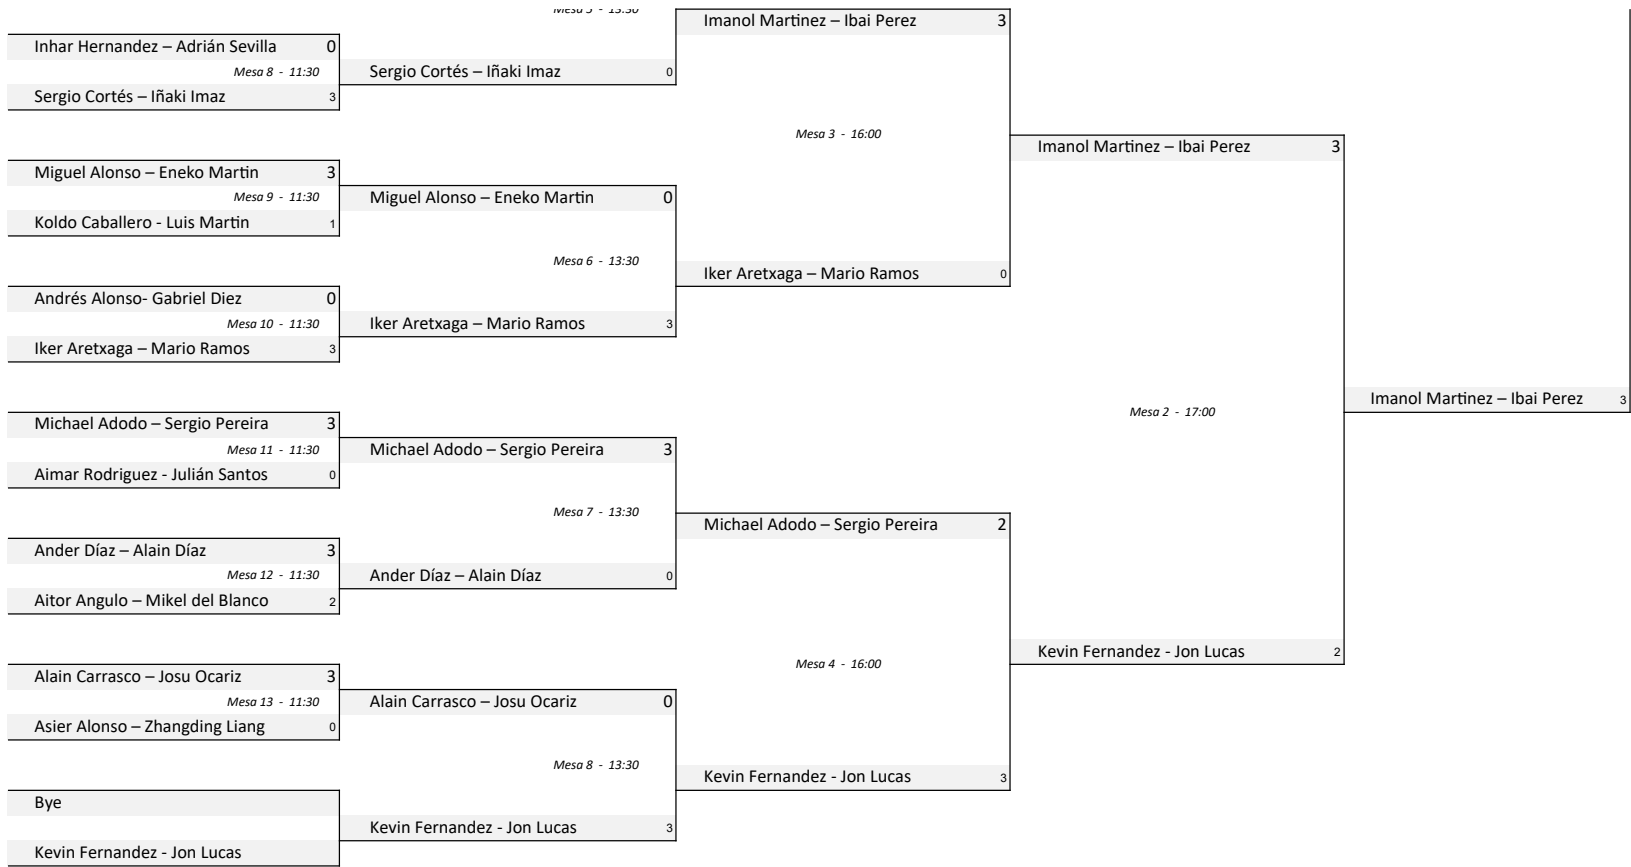 Mesa 5 - 13:30
Imanol Martinez – Ibai Perez 3
Inhar Hernandez – Adrián Sevilla 0
Mesa 8 - 11:30
Sergio Cortés – Iñaki Imaz 0
Sergio Cortés – Iñaki Imaz 3
Mesa 3 - 16:00
Imanol Martinez – Ibai Perez 3
Miguel Alonso – Eneko Martin 3
Mesa 9 - 11:30
Miguel Alonso – Eneko Martin 0
Koldo Caballero - Luis Martin 1
Mesa 6 - 13:30
Iker Aretxaga – Mario Ramos 0
Andrés Alonso- Gabriel Diez 0
Mesa 10 - 11:30
Iker Aretxaga – Mario Ramos 3
Iker Aretxaga – Mario Ramos 3
Imanol Martinez – Ibai Perez 3
Mesa 2 - 17:00
Michael Adodo – Sergio Pereira 3
Mesa 11 - 11:30
Michael Adodo – Sergio Pereira 3
Aimar Rodriguez - Julián Santos 0
Mesa 7 - 13:30
Michael Adodo – Sergio Pereira 2
Ander Díaz – Alain Díaz 3
Mesa 12 - 11:30
Ander Díaz – Alain Díaz 0
Aitor Angulo – Mikel del Blanco 2
Kevin Fernandez - Jon Lucas 2
Mesa 4 - 16:00
Alain Carrasco – Josu Ocariz 3
Mesa 13 - 11:30
Alain Carrasco – Josu Ocariz 0
Asier Alonso – Zhangding Liang 0
Mesa 8 - 13:30
Kevin Fernandez - Jon Lucas 3
Bye
Kevin Fernandez - Jon Lucas 3
Kevin Fernandez - Jon Lucas